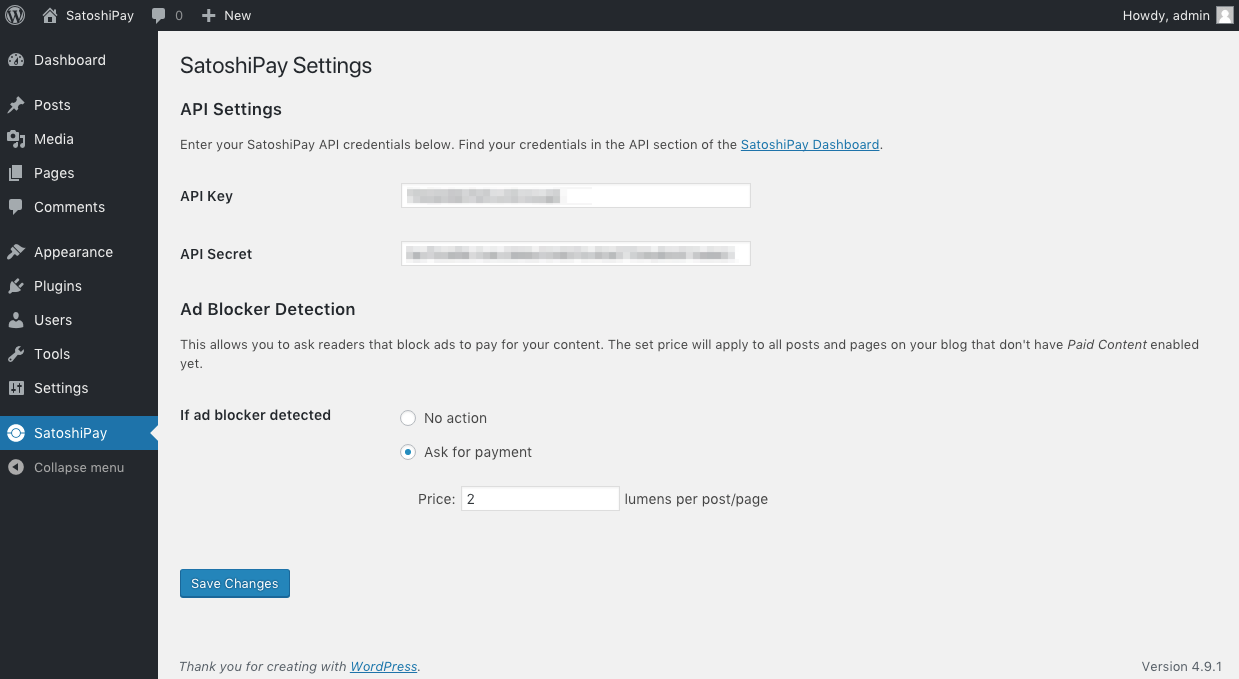 SatoshiPay 0 New Howdy, admin
Dashboard
Posts
Media
Pages
Comments
Appearance
Plugins
Users
Tools
Settings
SatoshiPay
Collapse menu
SatoshiPay Settings
API Settings
Enter your SatoshiPay API credentials below. Find your credentials in the API section of the SatoshiPay Dashboard.
API Key
API Secret
Ad Blocker Detection
This allows you to ask readers that block ads to pay for your content. The set price will apply to all posts and pages on your blog that don't have Paid Content enabled
yet.
If ad blocker detected
No action
Ask for payment
Price: 2 lumens per post/page
Save Changes
Thank you for creating with WordPress.
Version 4.9.1